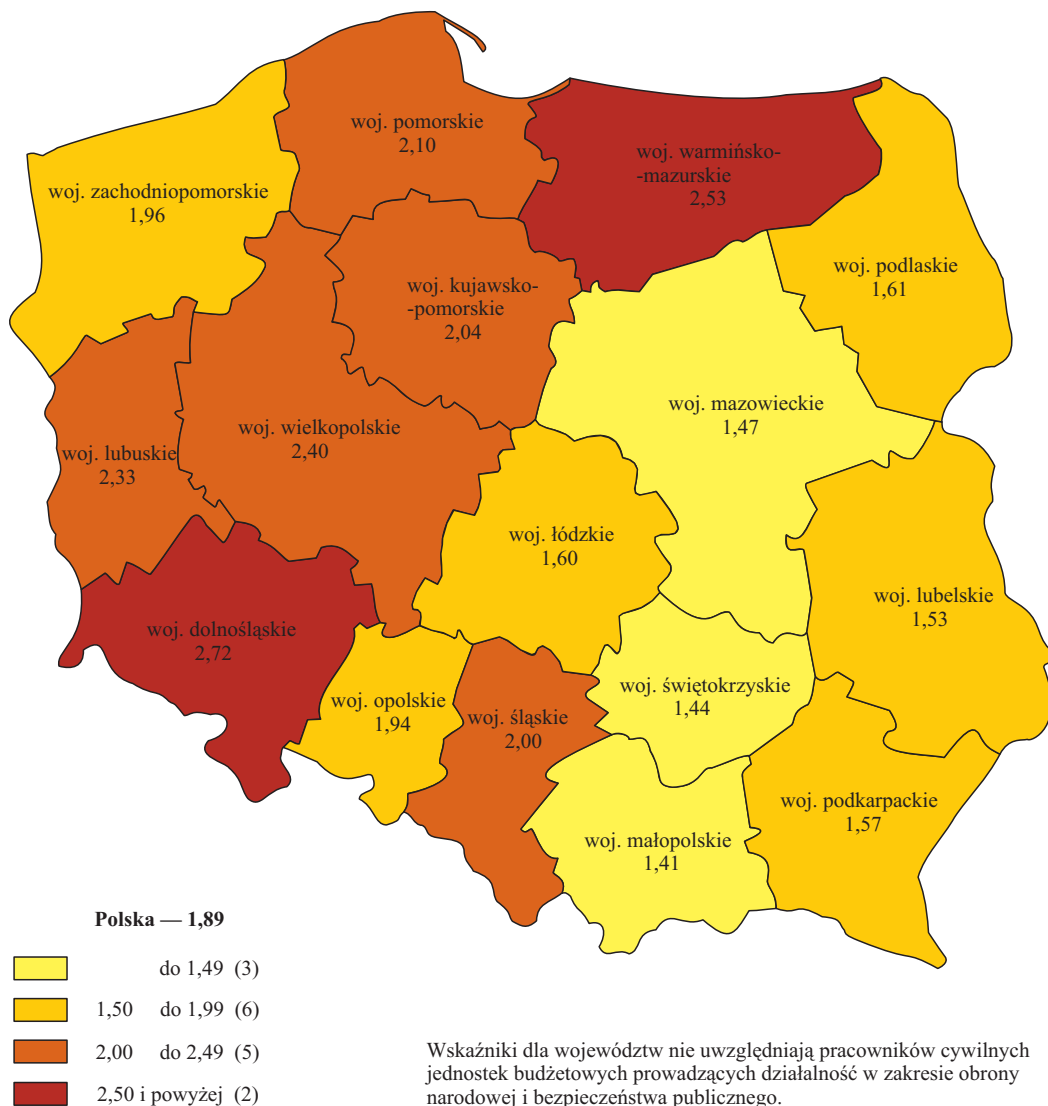 woj. pomorskie
2,10
woj. warmińsko-
-mazurskie
2,53
woj. zachodniopomorskie
1,96
woj. podlaskie
1,61
woj. kujawsko-
-pomorskie
2,04
woj. mazowieckie
1,47
woj. wielkopolskie
2,40
woj. lubuskie
2,33
woj. łódzkie
1,60
woj. lubelskie
1,53
woj. dolnośląskie
2,72
woj. świętokrzyskie
1,44
woj. opolskie
1,94
woj. śląskie
2,00
woj. podkarpackie
1,57
woj. małopolskie
1,41
Polska — 1,89
do 1,49 (3)
1,50 do 1,99 (6)
2,00 do 2,49 (5)
2,50 i powyżej (2)
Wskaźniki dla województw nie uwzględniają pracowników cywilnych
jednostek budżetowych prowadzących działalność w zakresie obrony
narodowej i bezpieczeństwa publicznego.